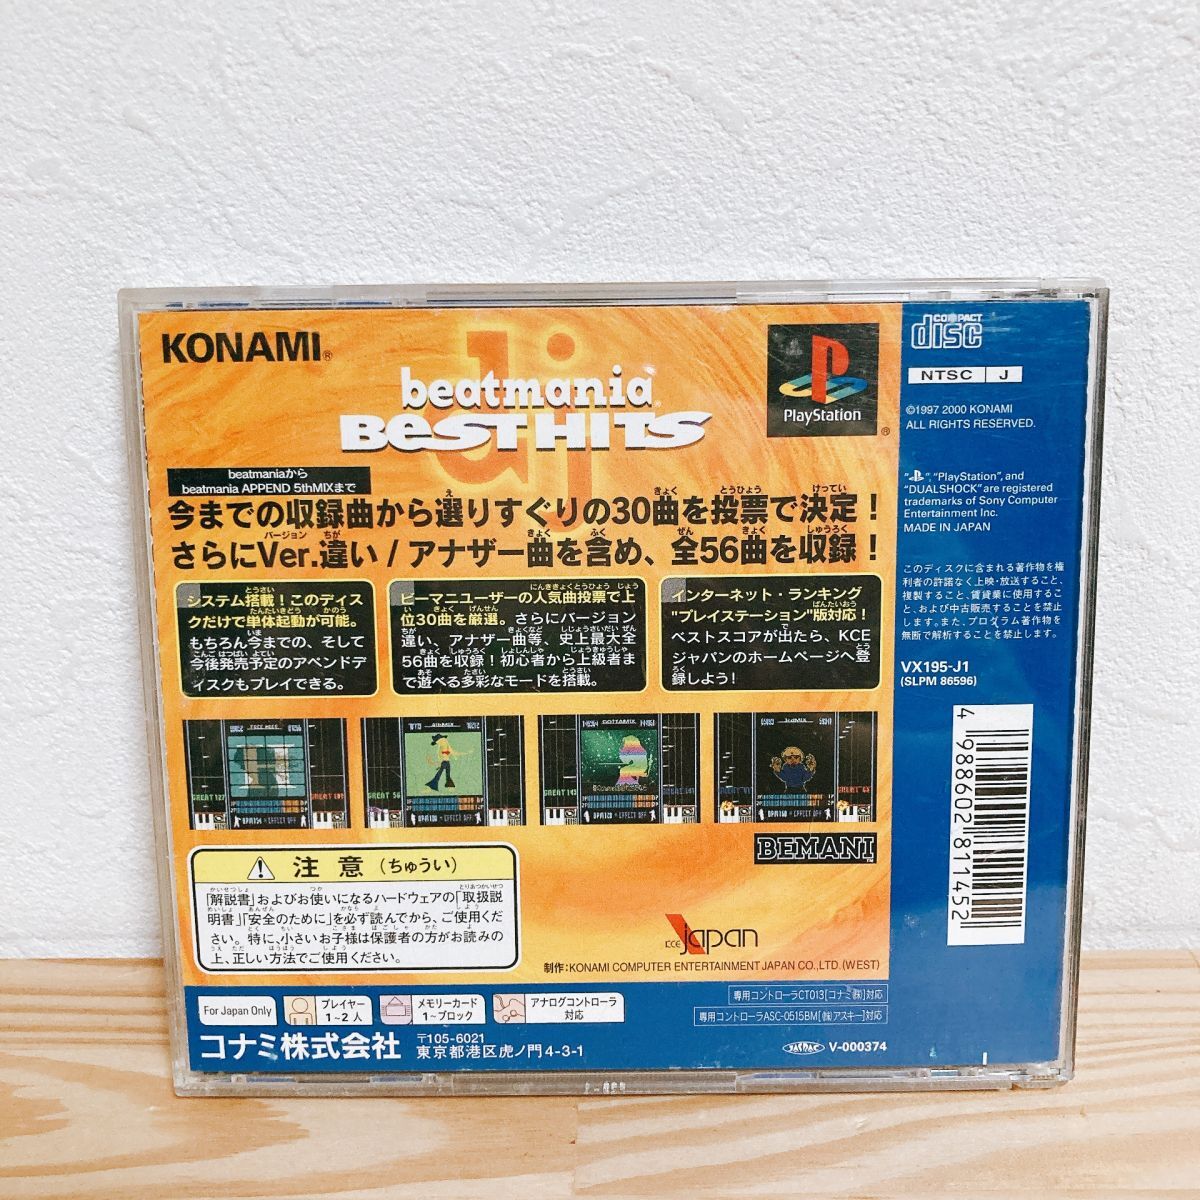 KONAMI®
beatmania®
BEST HITS
PlayStation
®
COMPACT
disc
NTSC J
©1997 2000 KONAMI
ALL RIGHTS RESERVED.
" ", "PlayStation", and
"DUALSHOCK" are registered
trademarks of Sony Computer
Entertainment Inc.
MADE IN JAPAN
このディスクに含まれる著作物を権
利者の許諾なく上映・放送すること、
複製すること、賃貸業に使用するこ
と、および中古販売することを禁止
します。また、プログラム著作物を
無断で解析することも禁止します。
VX195-J1
(SLPM 86596)
4 988602 811452
beatmaniaから
beatmania APPEND 5thMIXまで
今までの収録曲から選りすぐりの30曲を投票で決定!
さらにVer.違い / アナザー曲を含め、全56曲を収録!
システム搭載!このディス
クだけで単体起動が可能。
もちろん今までの、そして
今後発売予定のアペンドデ
ィスクもプレイできる。
ビーマニユーザーの人気曲投票で上
位30曲を厳選。さらにバージョン
違い、アナザー曲等、史上最大全
56曲を収録!初心者から上級者ま
で遊べる多彩なモードを搭載。
インターネット・ランキング
"プレイステーション"版対応!
ベストスコアが出たら、KCE
ジャパンのホームページへ登
録しよう!
BEMANI™
注意(ちゅうい)
「解説書」およびお使いになるハードウェアの「取扱説
明書」「安全のために」を必ず読んでから、ご使用くだ
さい。特に、小さいお子様は保護者の方がお読みの
上、正しい方法でご使用ください。
KCE japan
制作:KONAMI COMPUTER ENTERTAINMENT JAPAN CO., LTD. (WEST)
For Japan Only
プレイヤー
1~2人
メモリーカード
1~ブロック
アナログコントローラ
対応
専用コントローラCT013[コナミ㈱]対応
専用コントローラASC-0515BM[㈱アスキー]対応
コナミ株式会社
〒105-6021
東京都港区虎ノ門4-3-1
V-000374